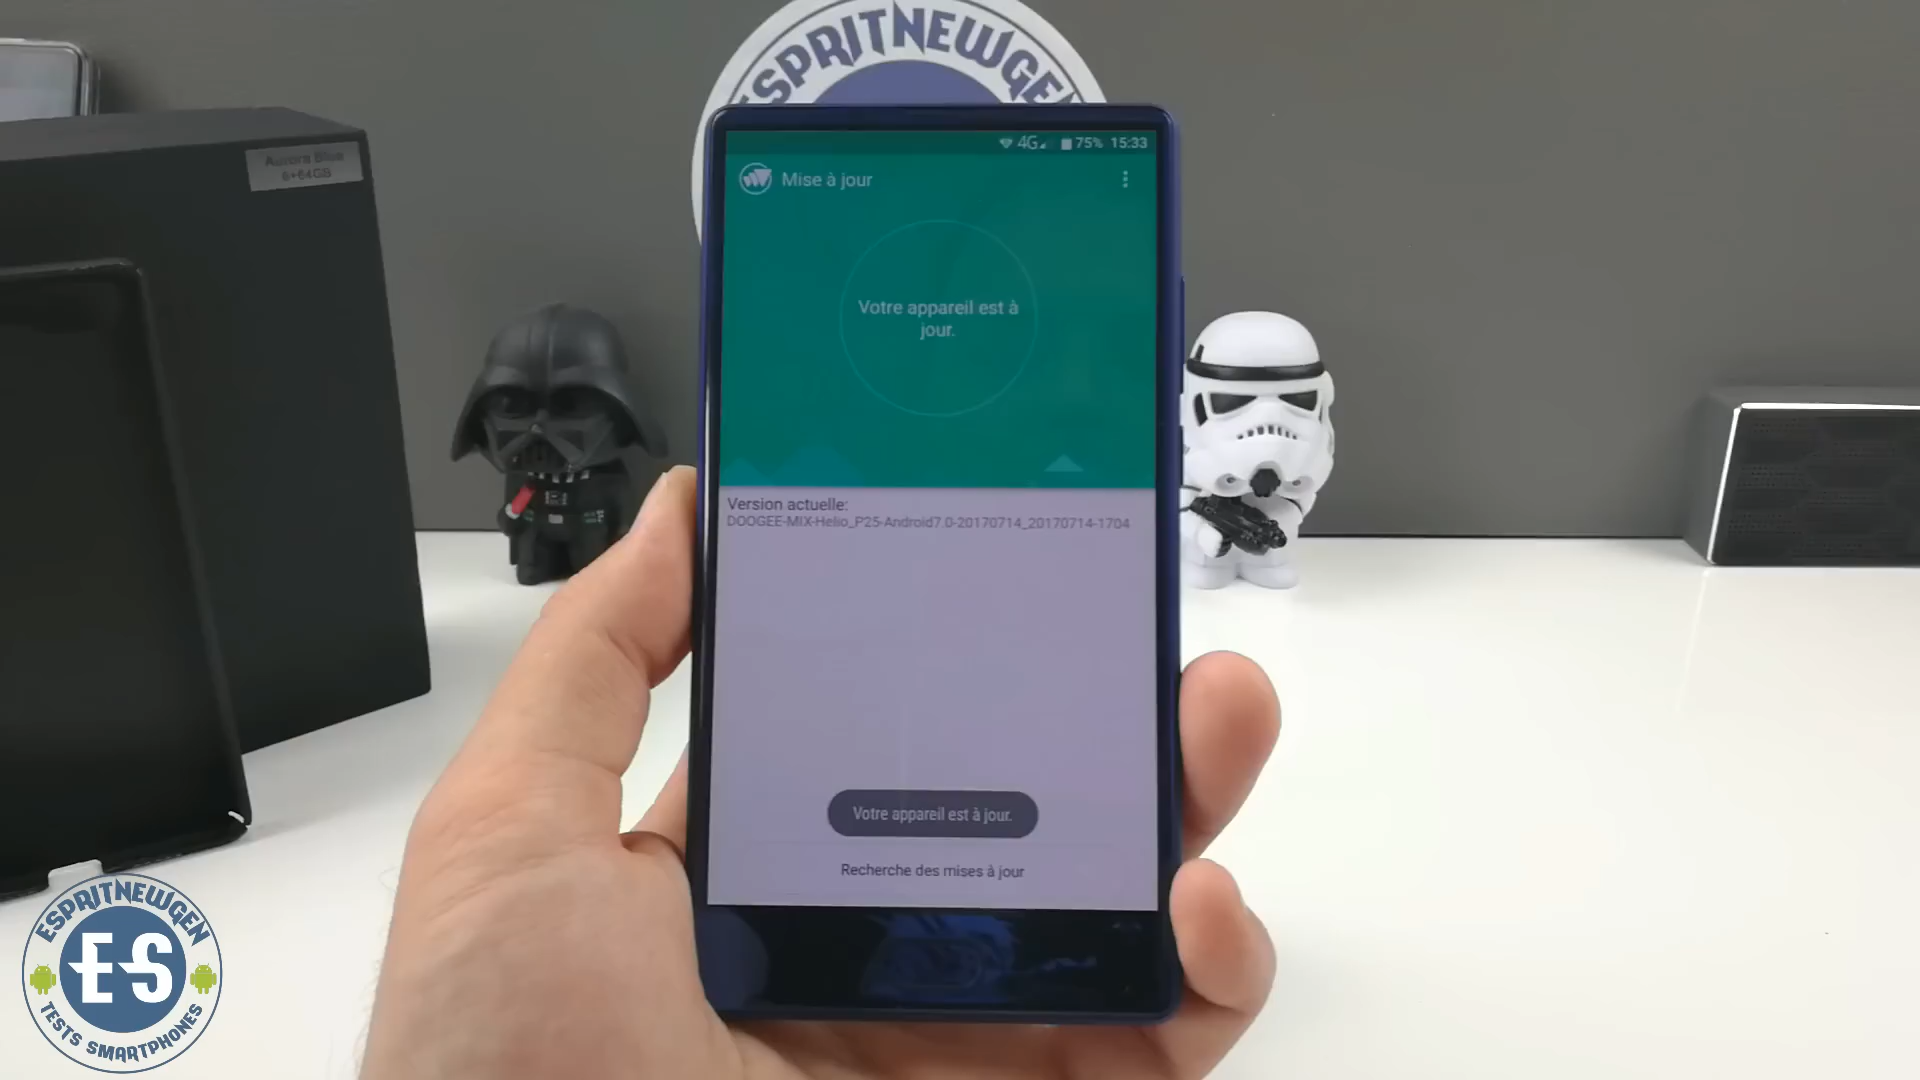 ESPRITNEWGE
Aurora Blue
6+64GB
4G 75% 15:33
Mise à jour
Votre appareil est à
jour.
Version actuelle:
DOOGEE-MIX-Helio_P25-Android7.0-20170714_20170714-1704
Votre appareil est à jour.
Recherche des mises à jour
ESPRITNEWGEN
ES
TESTS SMARTPHONES